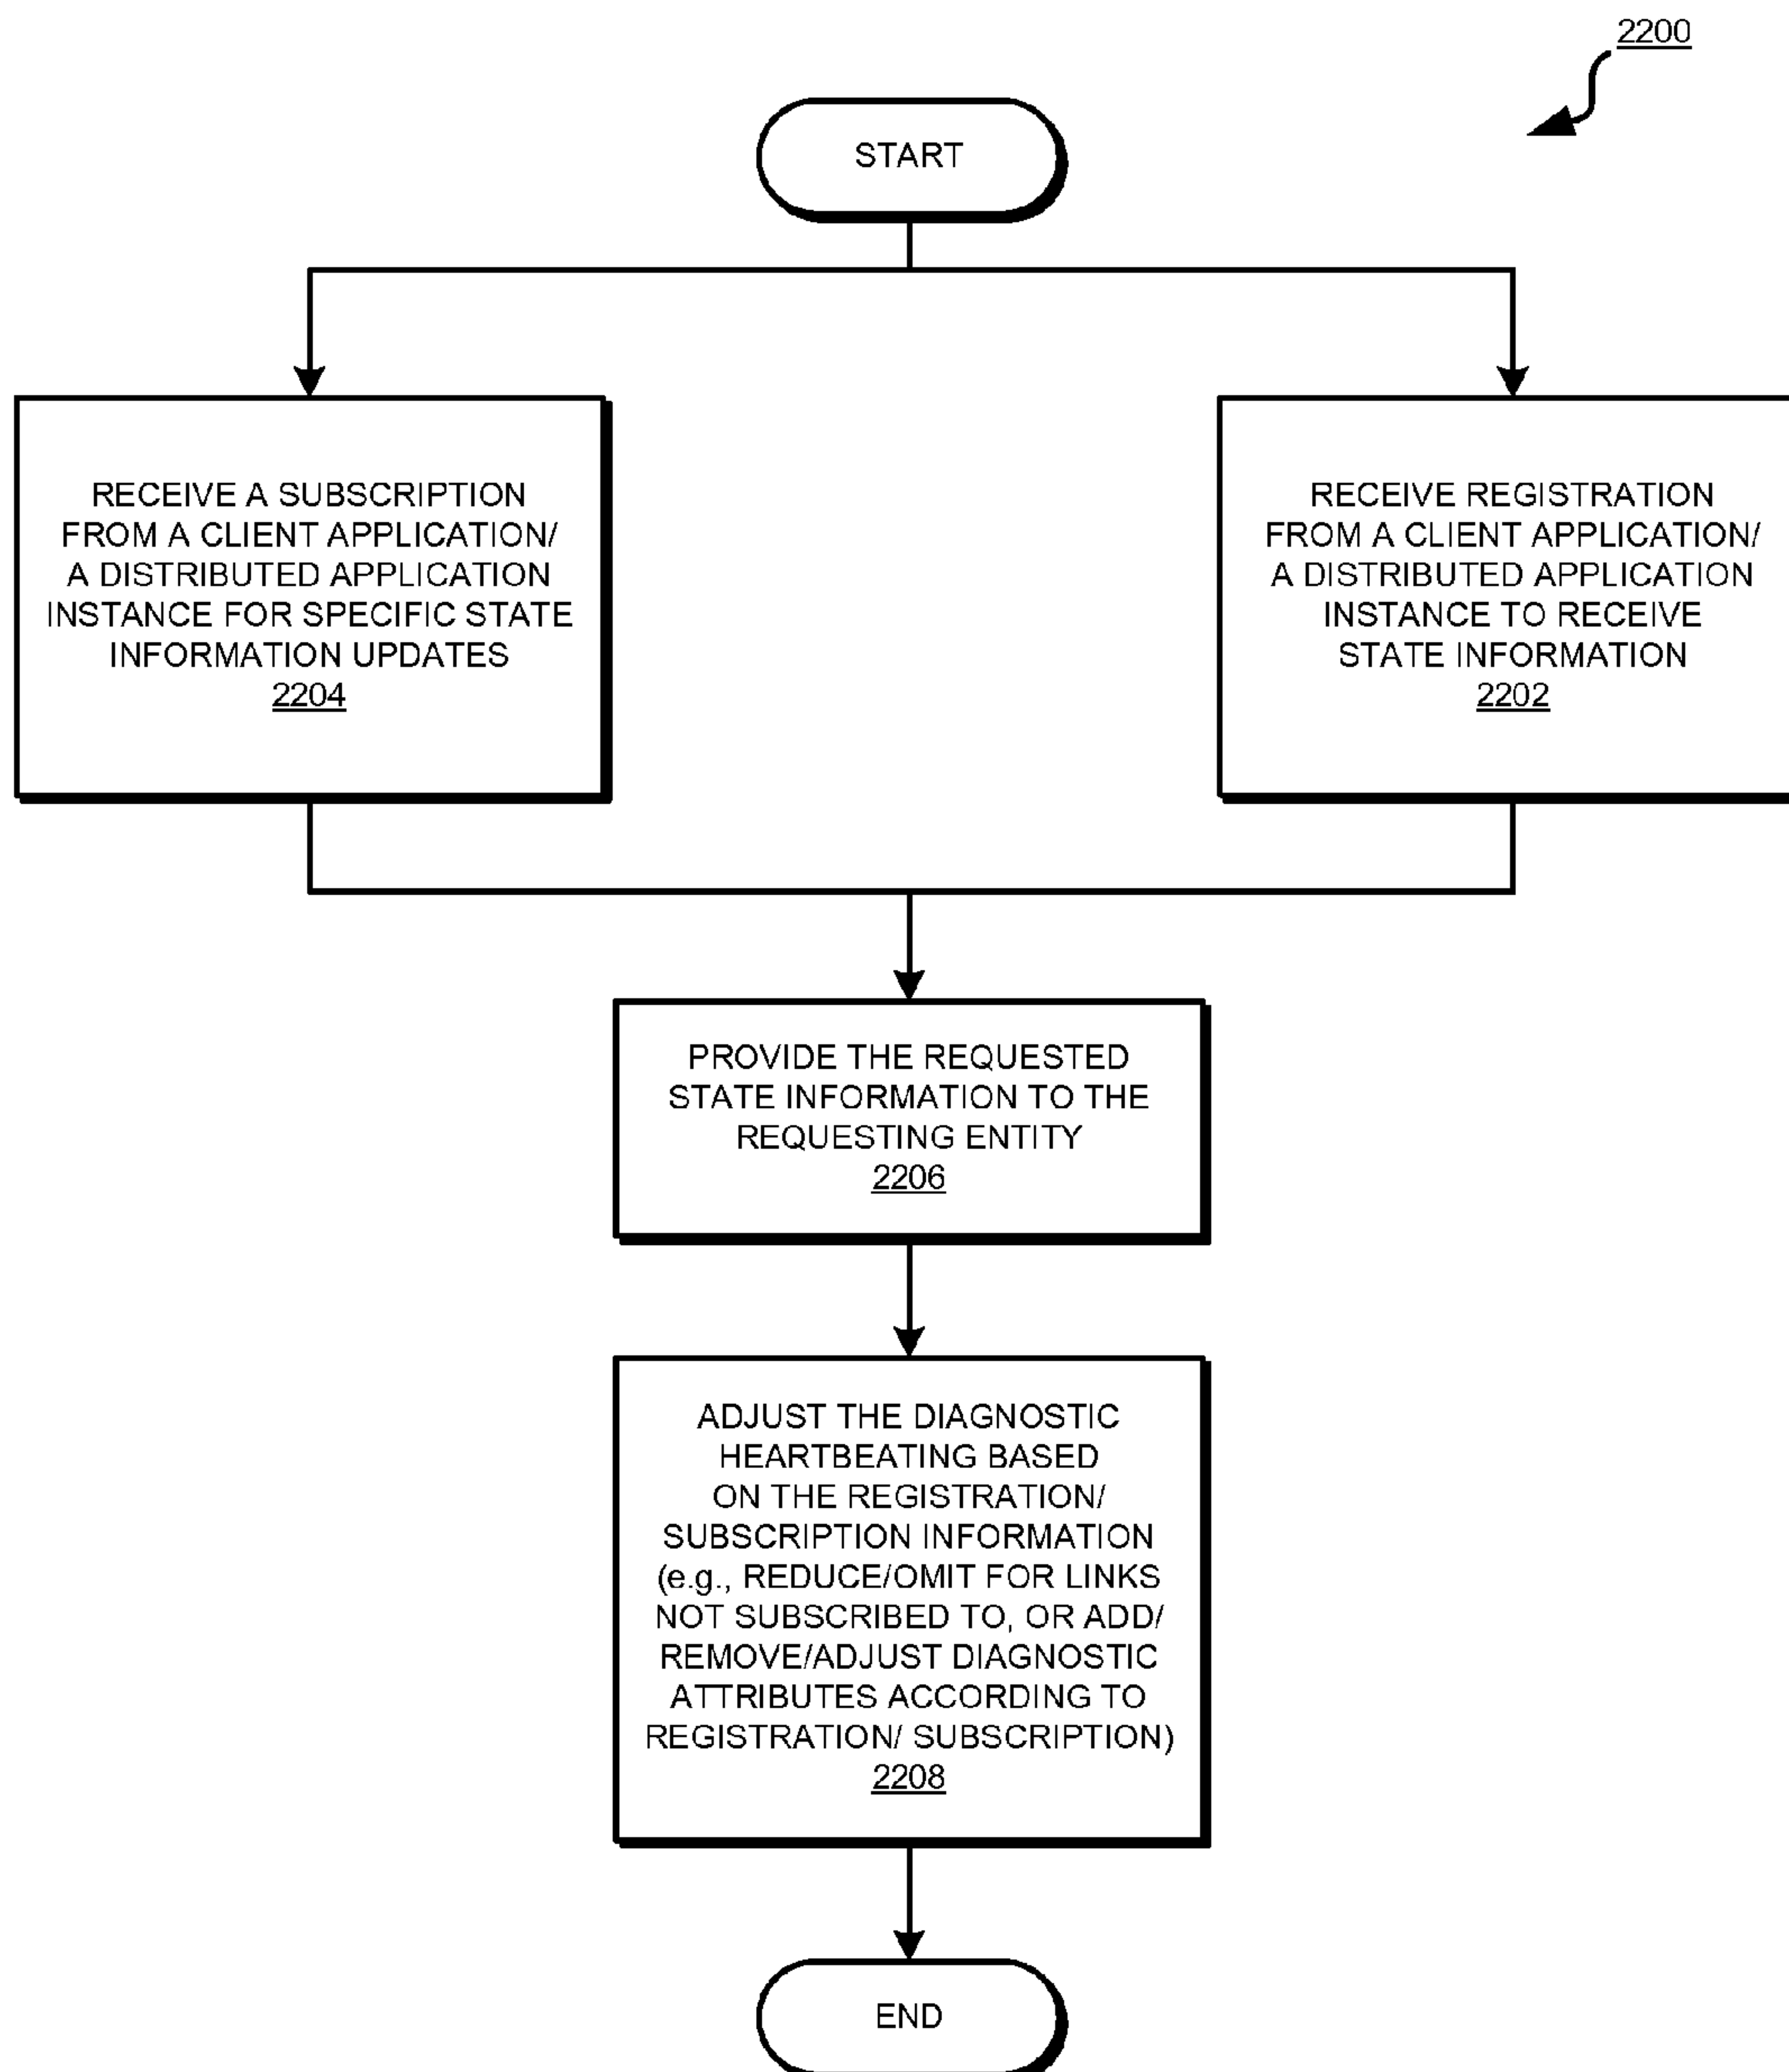 2200
START
RECEIVE A SUBSCRIPTION
FROM A CLIENT APPLICATION/
A DISTRIBUTED APPLICATION
INSTANCE FOR SPECIFIC STATE
INFORMATION UPDATES
2204
RECEIVE REGISTRATION
FROM A CLIENT APPLICATION/
A DISTRIBUTED APPLICATION
INSTANCE TO RECEIVE
STATE INFORMATION
2202
PROVIDE THE REQUESTED
STATE INFORMATION TO THE
REQUESTING ENTITY
2206
ADJUST THE DIAGNOSTIC
HEARTBEATING BASED
ON THE REGISTRATION/
SUBSCRIPTION INFORMATION
(e.g., REDUCE/OMIT FOR LINKS
NOT SUBSCRIBED TO, OR ADD/
REMOVE/ADJUST DIAGNOSTIC
ATTRIBUTES ACCORDING TO
REGISTRATION/ SUBSCRIPTION)
2208
END